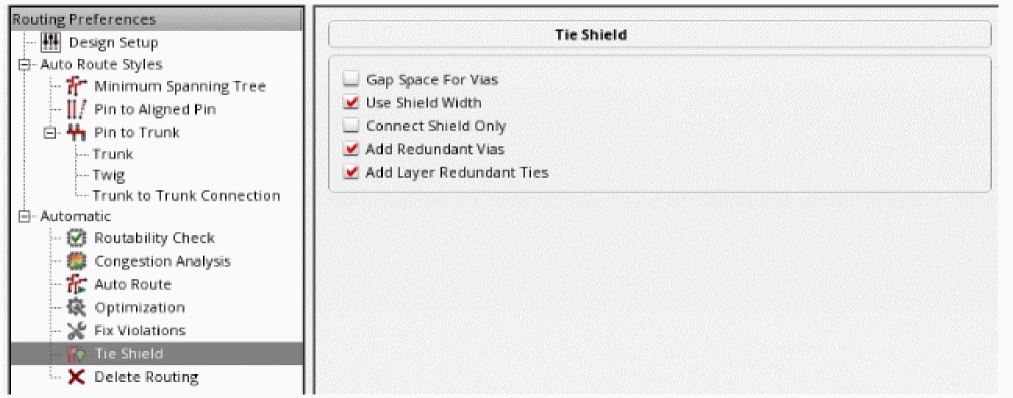 Routing Preferences
Design Setup
Auto Route Styles
Minimum Spanning Tree
Pin to Aligned Pin
Pin to Trunk
Trunk
Twig
Trunk to Trunk Connection
Automatic
Routability Check
Congestion Analysis
Auto Route
Optimization
Fix Violations
Tie Shield
Delete Routing
Tie Shield
Gap Space For Vias
Use Shield Width
Connect Shield Only
Add Redundant Vias
Add Layer Redundant Ties